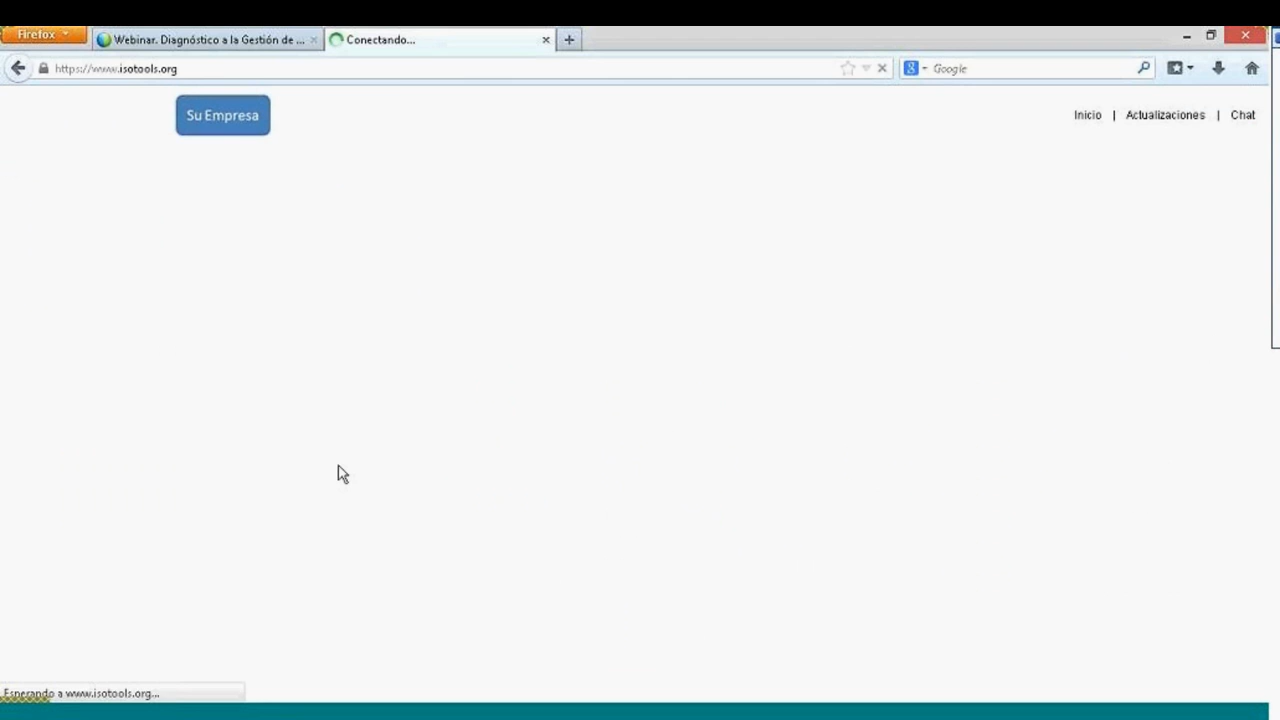 Firefox
Webinar. Diagnóstico a la Gestión de ...
Conectando...
https://www.isotools.org
Google
Su Empresa
Inicio | Actualizaciones | Chat
Esperando a www.isotools.org...